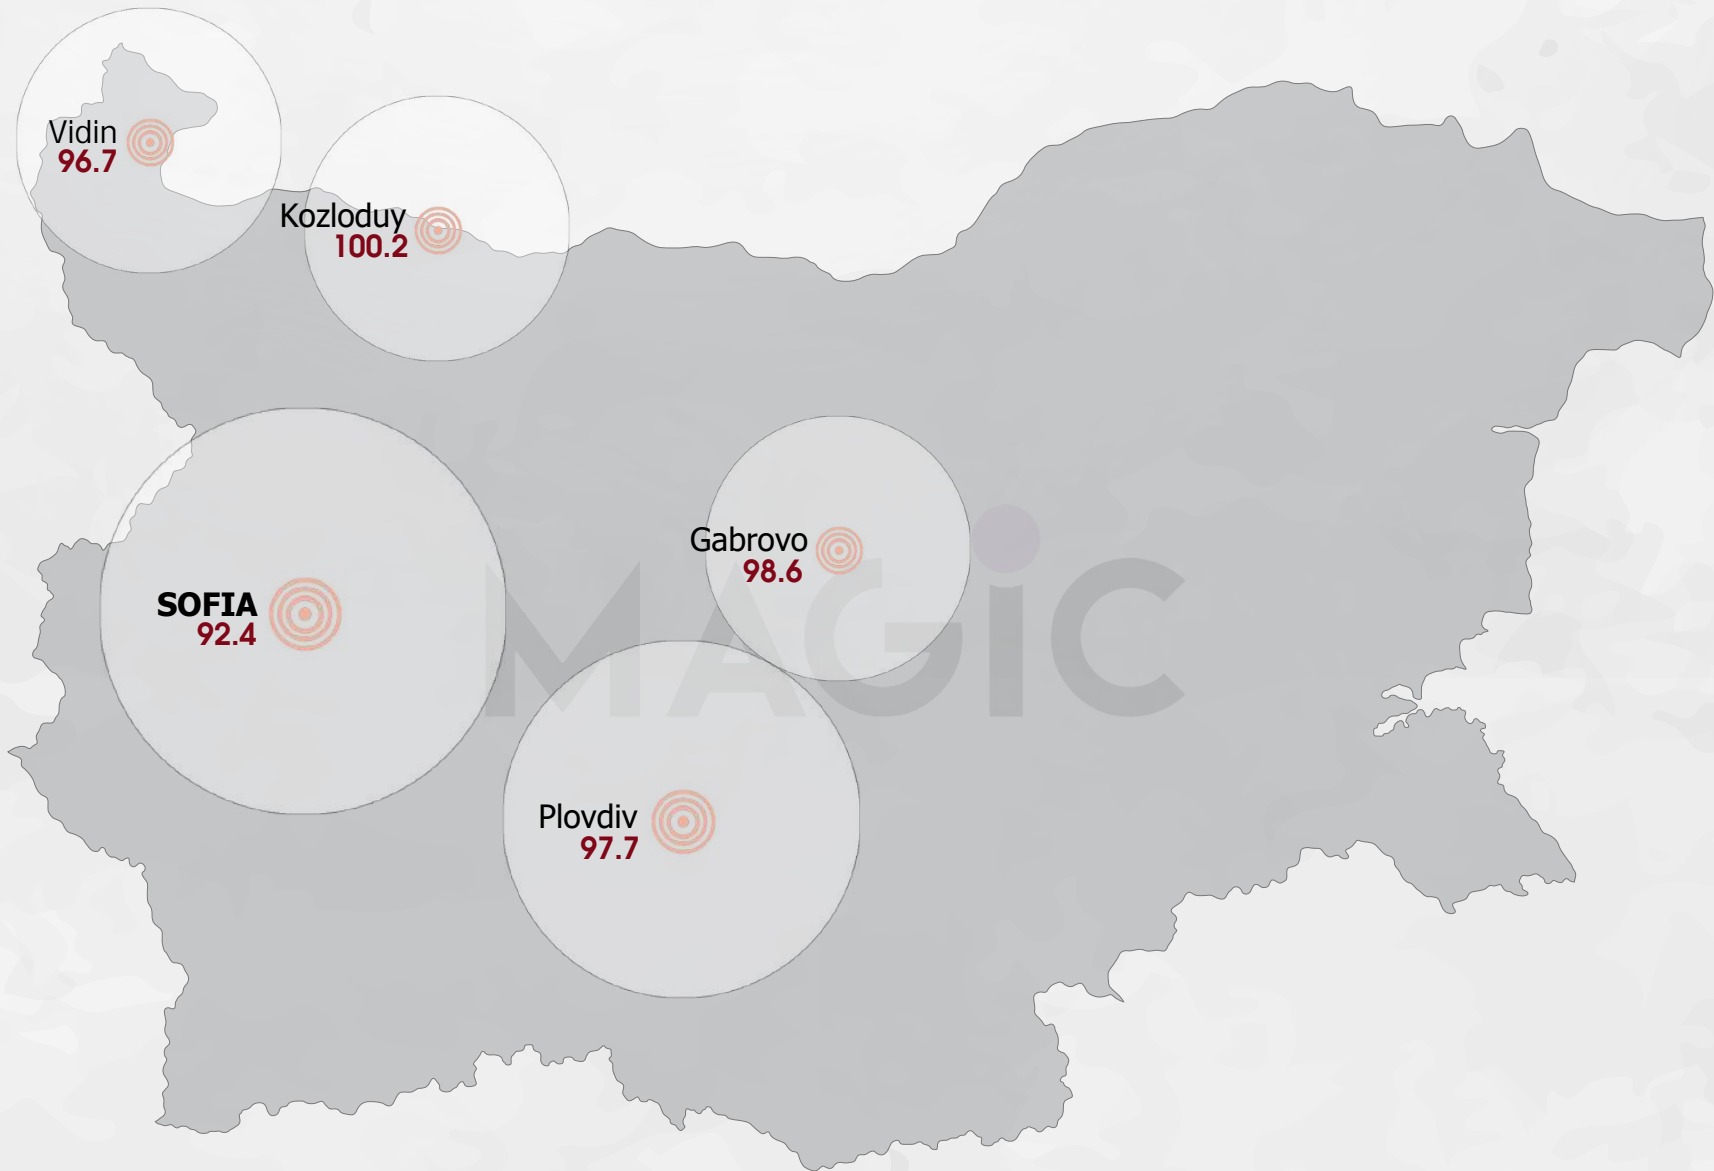 Vidin
96.7
Kozloduy
100.2
Gabrovo
98.6
SOFIA
92.4
MAGiC
Plovdiv
97.7